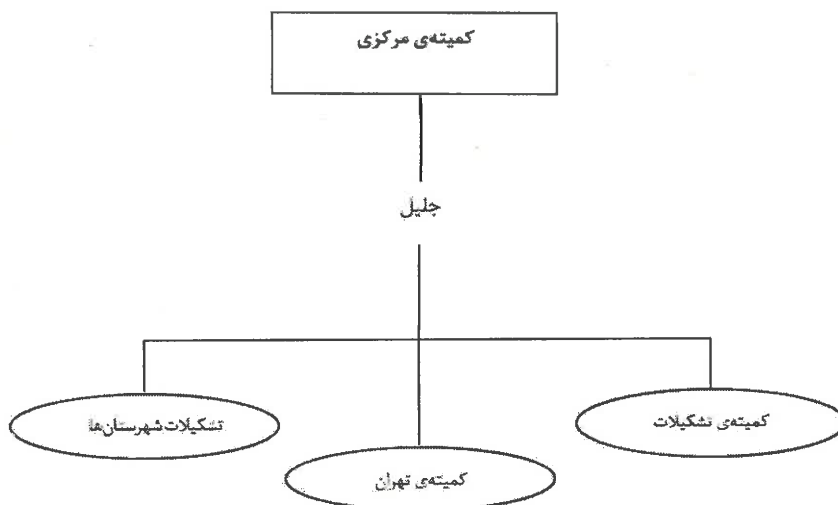 کمیته‌ی مرکزی
جلیل
کمیته‌ی تشکیلات
تشکیلات شهرستان‌ها
کمیته‌ی تهران